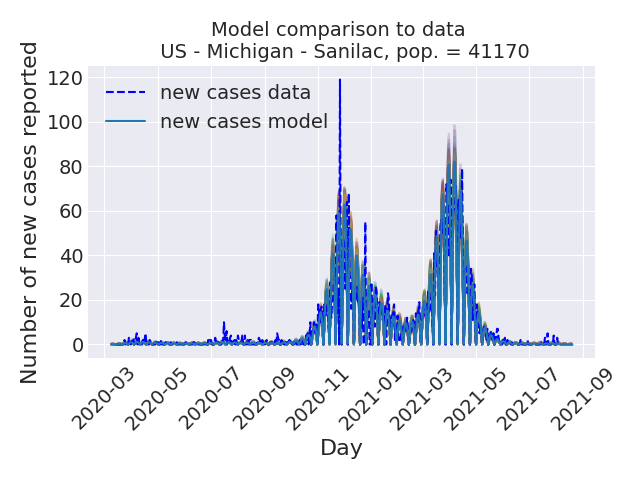 Model comparison to data
US - Michigan - Sanilac, pop. = 41170
Number of new cases reported
120
100
80
60
40
20
0
new cases data
new cases model
2020-03
2020-05
2020-07
2020-09
2020-11
2021-01
2021-03
2021-05
2021-07
2021-09
Day